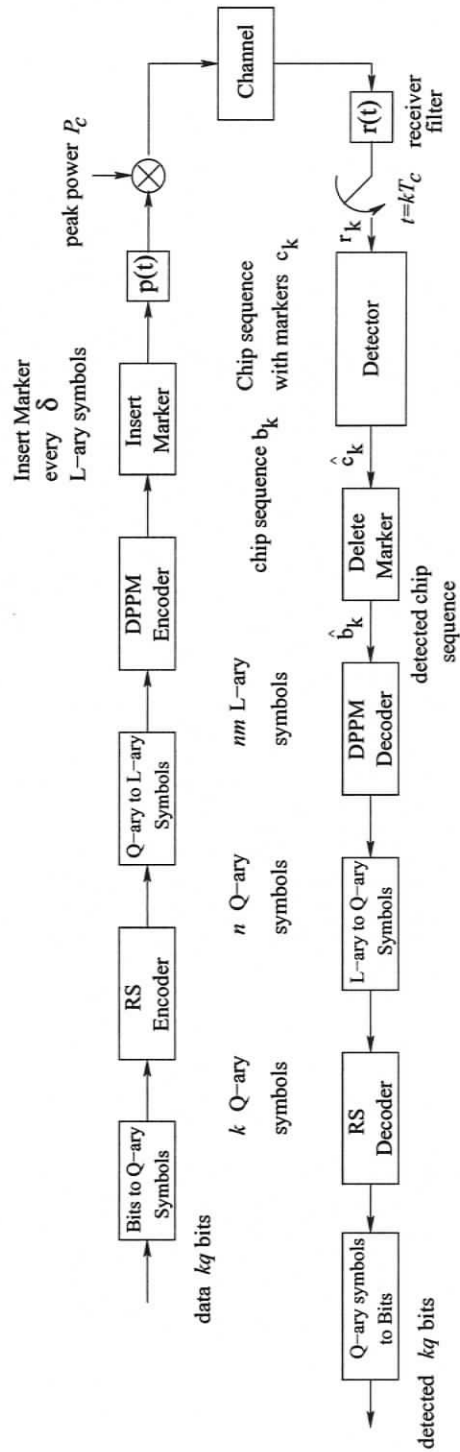 Insert Marker
every δ
L−ary symbols
peak power P_c
Bits to Q−ary
Symbols
RS
Encoder
Q−ary to L−ary
Symbols
DPPM
Encoder
Insert
Marker
p(t)
Channel
data kq bits
k Q−ary
symbols
n Q−ary
symbols
nm L−ary
symbols
chip sequence b_k
Chip sequence
with markers c_k
r(t)
receiver
filter
t=kT_c
r_k
Detector
ĉ_k
Delete
Marker
b̂_k
detected chip
sequence
DPPM
Decoder
L−ary to Q−ary
Symbols
RS
Decoder
Q−ary symbols
to Bits
detected kq bits